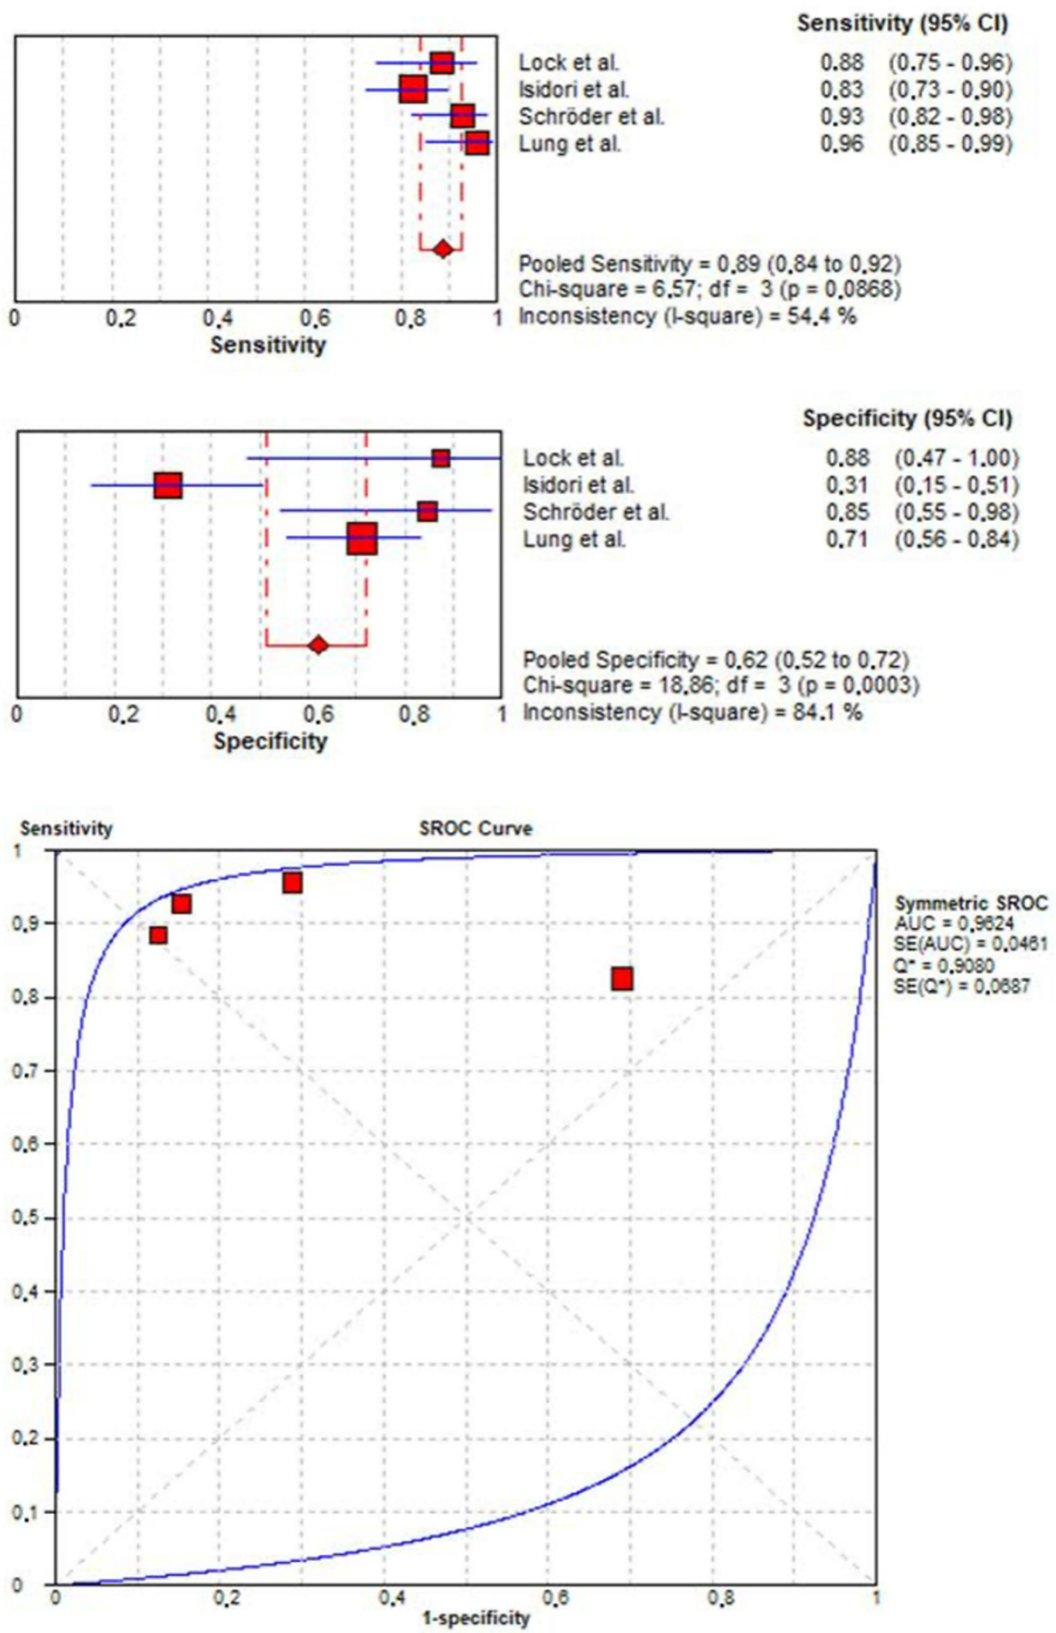 Sensitivity (95% CI)
Lock et al. 0.88 (0.75 - 0.96)
Isidori et al. 0.83 (0.73 - 0.90)
Schröder et al. 0.93 (0.82 - 0.98)
Lung et al. 0.96 (0.85 - 0.99)
Pooled Sensitivity = 0.89 (0.84 to 0.92)
Chi-square = 6.57; df = 3 (p = 0.0868)
Inconsistency (I-square) = 54.4 %
0 0.2 0.4 0.6 0.8 1
Sensitivity
Specificity (95% CI)
Lock et al. 0.88 (0.47 - 1.00)
Isidori et al. 0.31 (0.15 - 0.51)
Schröder et al. 0.85 (0.55 - 0.98)
Lung et al. 0.71 (0.56 - 0.84)
Pooled Specificity = 0.62 (0.52 to 0.72)
Chi-square = 18.86; df = 3 (p = 0.0003)
Inconsistency (I-square) = 84.1 %
0 0.2 0.4 0.6 0.8 1
Specificity
Sensitivity
SROC Curve
1
0.9
0.8
0.7
0.6
0.5
0.4
0.3
0.2
0.1
0
0 0.2 0.4 0.6 0.8 1
1-specificity
Symmetric SROC
AUC = 0.9624
SE(AUC) = 0.0461
Q* = 0.9080
SE(Q*) = 0.0687